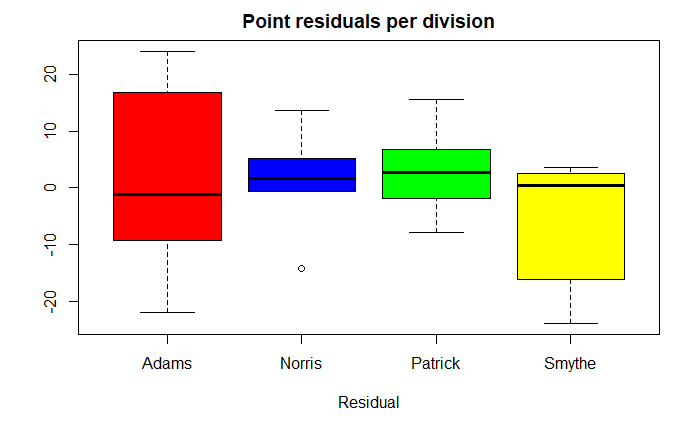 Point residuals per division
20
10
0
-10
-20
Adams Norris Patrick Smythe
Residual